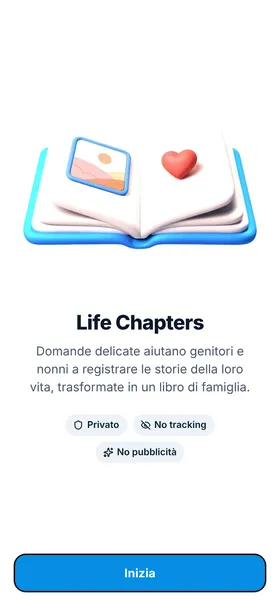 Life Chapters
Domande delicate aiutano genitori e
nonni a registrare le storie della loro
vita, trasformate in un libro di famiglia.
Privato
No tracking
No pubblicità
Inizia